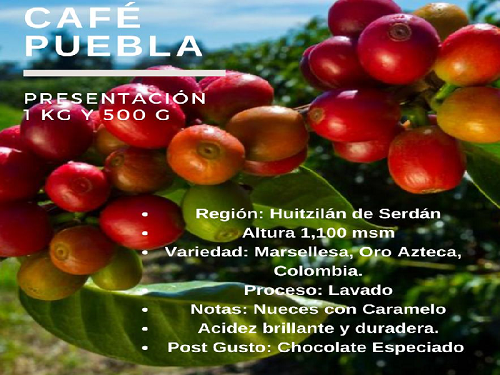 CAFÉ
PUEBLA
PRESENTACIÓN
1 KG Y 500 G
• Región: Huitzilán de Serdán
• Altura 1,100 msm
• Variedad: Marsellesa, Oro Azteca,
Colombia.
• Proceso: Lavado
• Notas: Nueces con Caramelo
• Acidez brillante y duradera.
• Post Gusto: Chocolate Especiado